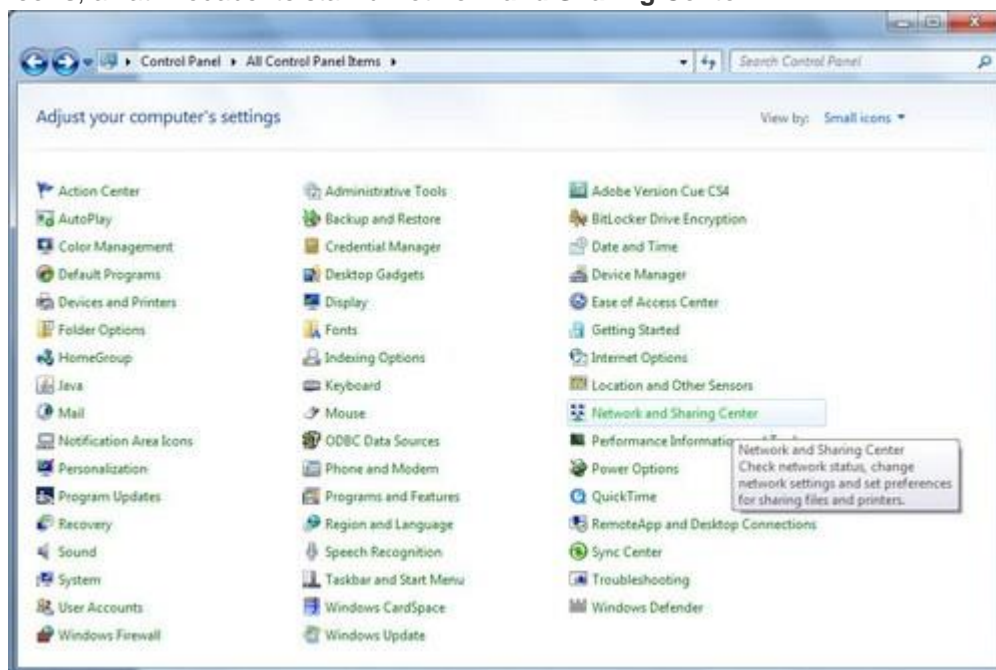 Control Panel ▸ All Control Panel Items ▸ Search Control Panel
Adjust your computer's settings View by: Small icons
Action Center Administrative Tools Adobe Version Cue CS4
AutoPlay Backup and Restore BitLocker Drive Encryption
Color Management Credential Manager Date and Time
Default Programs Desktop Gadgets Device Manager
Devices and Printers Display Ease of Access Center
Folder Options Fonts Getting Started
HomeGroup Indexing Options Internet Options
Java Keyboard Location and Other Sensors
Mail Mouse Network and Sharing Center
Notification Area Icons ODBC Data Sources Performance Information
Personalization Phone and Modem Power Options
Program Updates Programs and Features QuickTime
Recovery Region and Language RemoteApp and Desktop Connections
Sound Speech Recognition Sync Center
System Taskbar and Start Menu Troubleshooting
User Accounts Windows CardSpace Windows Defender
Windows Firewall Windows Update
Network and Sharing Center
Check network status, change
network settings and set preferences
for sharing files and printers.